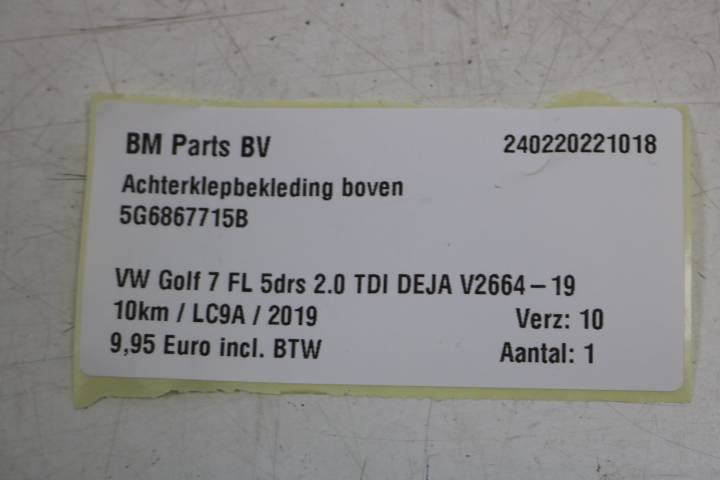 BM Parts BV 240220221018
Achterklepbekleding boven
5G6867715B
VW Golf 7 FL 5drs 2.0 TDI DEJA V2664-19
10km / LC9A / 2019 Verz: 10
9,95 Euro incl. BTW Aantal: 1